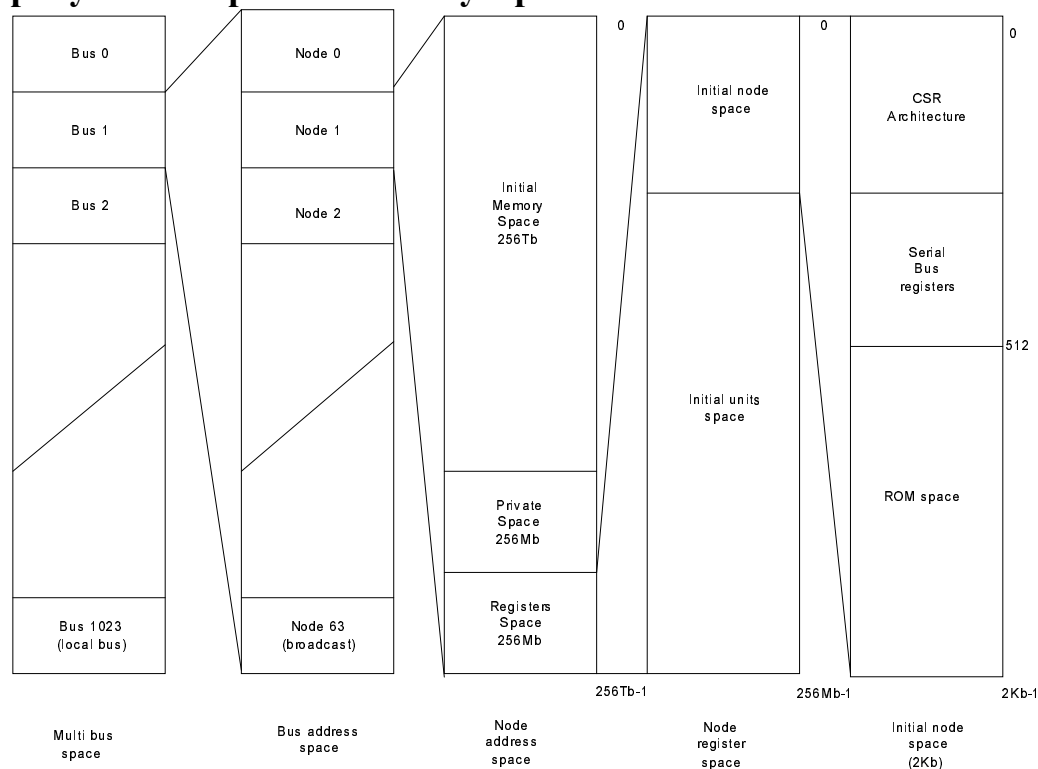 Bus 0
Bus 1
Bus 2
Bus 1023
(local bus)
Multi bus
space
Node 0
Node 1
Node 2
Node 63
(broadcast)
Bus address
space
Initial
Memory
Space
256Tb
Private
Space
256Mb
Registers
Space
256Mb
Node
address
space
0
256Tb-1
Initial node
space
Initial units
space
Node
register
space
0
256Mb-1
CSR
Architecture
Serial
Bus
registers
ROM space
0
512
2Kb-1
Initial node
space
(2Kb)